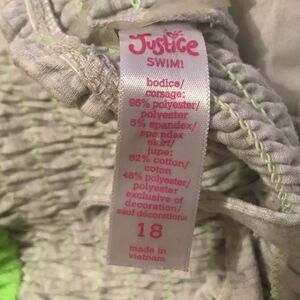 Justice
SWIM!
bodice/
corsage:
95% polyester/
polyester
5% spandex/
spandex
skirt/
jupe:
52% cotton/
coton
48% polyester/
polyester
exclusive of
decoration/
sauf décorations
18
made in
vietnam